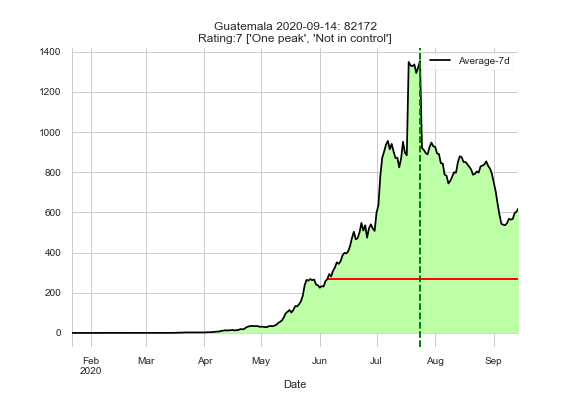 Guatemala 2020-09-14: 82172
Rating:7 ['One peak', 'Not in control']
Average-7d
1400
1200
1000
800
600
400
200
0
Feb Mar Apr May Jun Jul Aug Sep
2020
Date